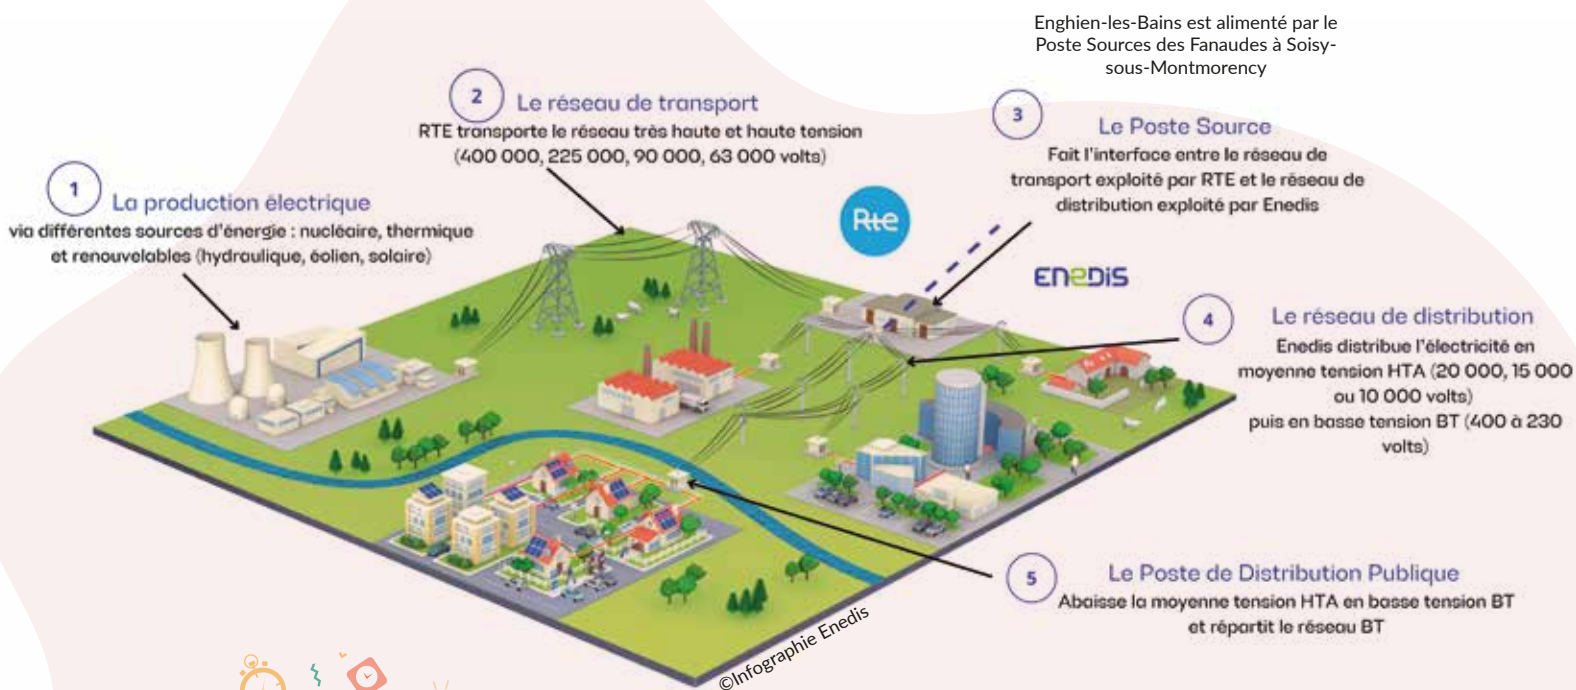 Enghien-les-Bains est alimenté par le
Poste Sources des Fanaudes à Soisy-
sous-Montmorency
2
Le réseau de transport
RTE transporte le réseau très haute et haute tension
(400 000, 225 000, 90 000, 63 000 volts)
3
Le Poste Source
Fait l'interface entre le réseau de
transport exploité par RTE et le réseau de
distribution exploité par Enedis
1
La production électrique
via différentes sources d'énergie : nucléaire, thermique
et renouvelables (hydraulique, éolien, solaire)
Rte
ENEDIS
4
Le réseau de distribution
Enedis distribue l'électricité en
moyenne tension HTA (20 000, 15 000
ou 10 000 volts)
puis en basse tension BT (400 à 230
volts)
5
Le Poste de Distribution Publique
Abaisse la moyenne tension HTA en basse tension BT
et répartit le réseau BT
©Infographie Enedis